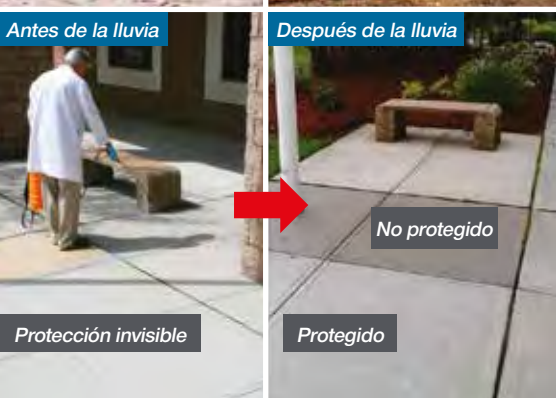 Antes de la lluvia
Después de la lluvia
No protegido
Protección invisible
Protegido